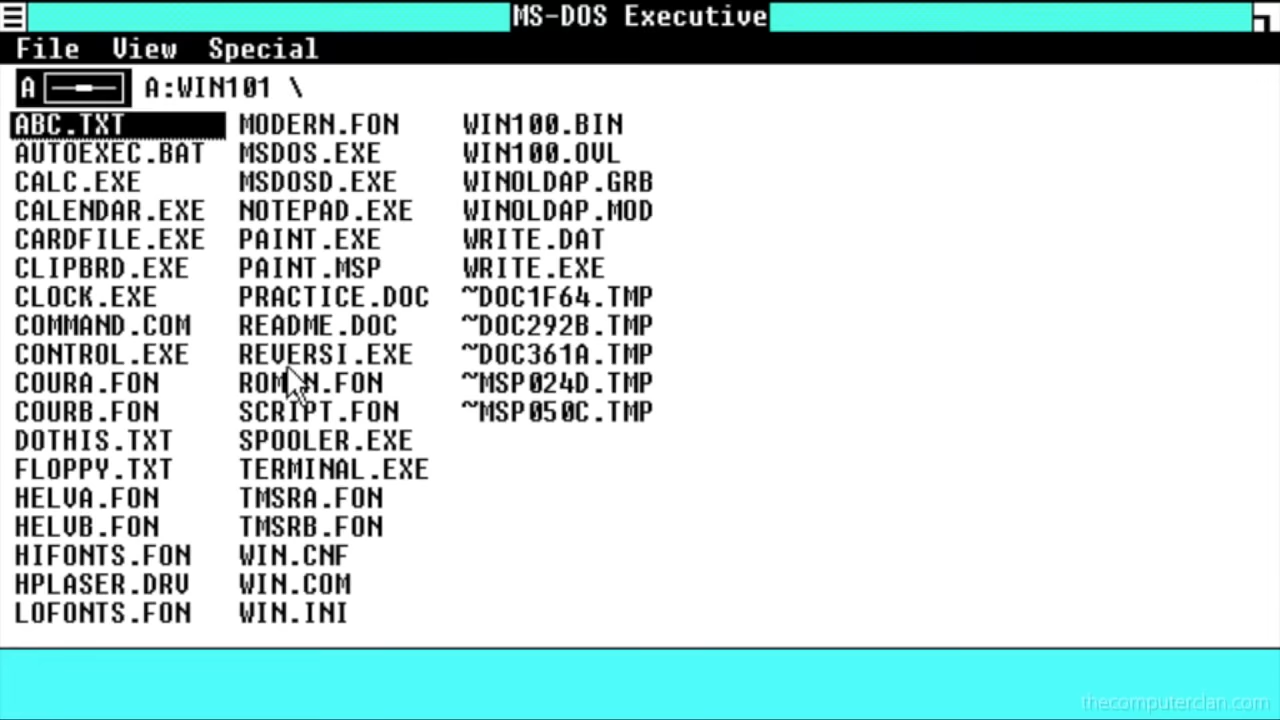 MS-DOS Executive
File View Special
A A:WIN101 \
ABC.TXT MODERN.FON WIN100.BIN
AUTOEXEC.BAT MSDOS.EXE WIN100.OVL
CALC.EXE MSDOSD.EXE WINOLDAP.GRB
CALENDAR.EXE NOTEPAD.EXE WINOLDAP.MOD
CARDFILE.EXE PAINT.EXE WRITE.DAT
CLIPBRD.EXE PAINT.MSP WRITE.EXE
CLOCK.EXE PRACTICE.DOC ~DOC1F64.TMP
COMMAND.COM README.DOC ~DOC292B.TMP
CONTROL.EXE REVERSI.EXE ~DOC361A.TMP
COURA.FON ROMAN.FON ~MSP024D.TMP
COURB.FON SCRIPT.FON ~MSP050C.TMP
DOTHIS.TXT SPOOLER.EXE
FLOPPY.TXT TERMINAL.EXE
HELVA.FON TMSRA.FON
HELVB.FON TMSRB.FON
HIFONTS.FON WIN.CNF
HPLASER.DRV WIN.COM
LOFONTS.FON WIN.INI
thecomputerclan.com